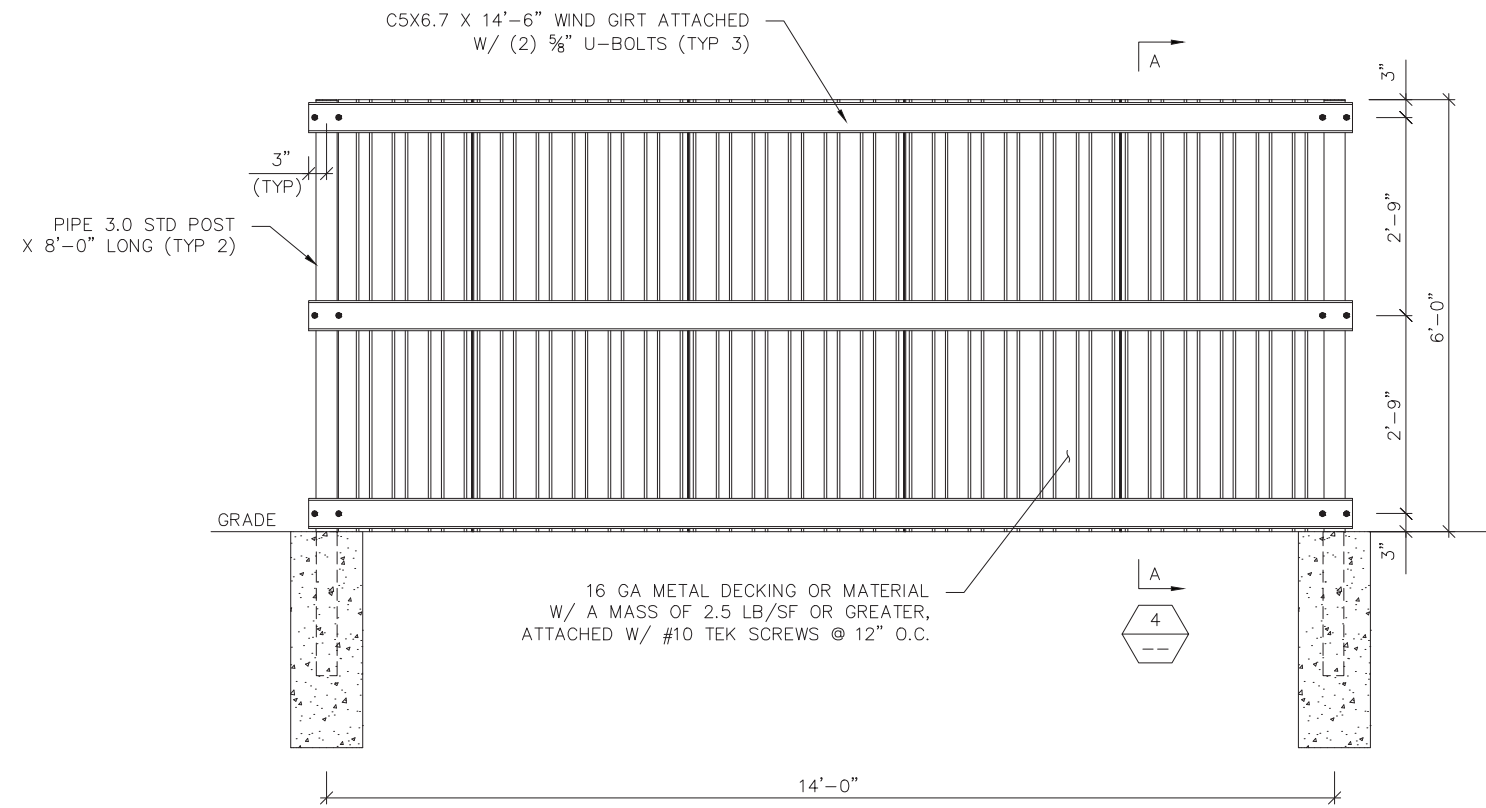 C5X6.7 X 14'-6" WIND GIRT ATTACHED
W/ (2) ⅝" U-BOLTS (TYP 3)
A
3"
3"
(TYP)
PIPE 3.0 STD POST
X 8'-0" LONG (TYP 2)
2'-9"
6'-0"
2'-9"
GRADE
3"
16 GA METAL DECKING OR MATERIAL
W/ A MASS OF 2.5 LB/SF OR GREATER,
ATTACHED W/ #10 TEK SCREWS @ 12" O.C.
A
4
--
14'-0"